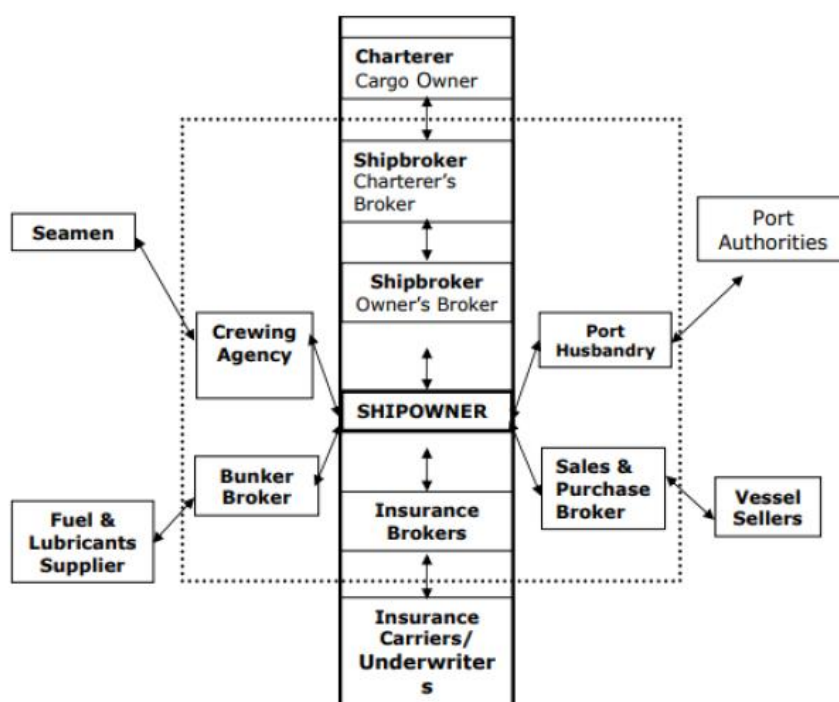 Charterer
Cargo Owner
Shipbroker
Charterer's
Broker
Seamen
Port
Authorities
Shipbroker
Owner's Broker
Crewing
Agency
Port
Husbandry
SHIPOWNER
Bunker
Broker
Sales &
Purchase
Broker
Fuel &
Lubricants
Supplier
Insurance
Brokers
Vessel
Sellers
Insurance
Carriers/
Underwriter
s